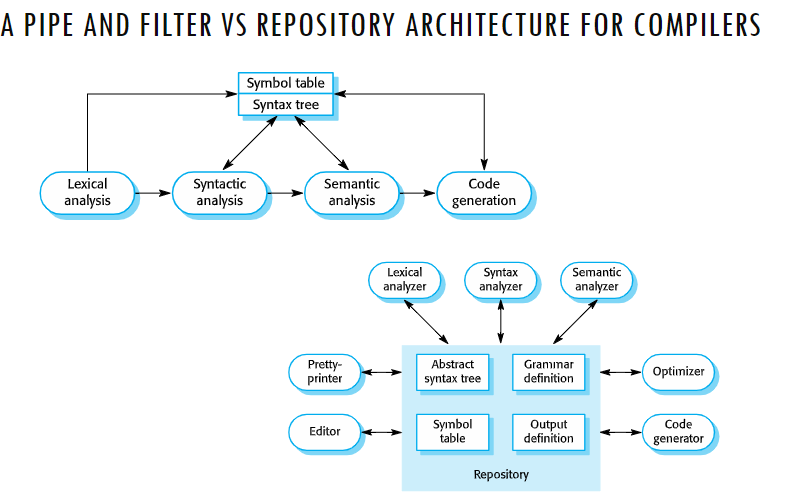 A PIPE AND FILTER VS REPOSITORY ARCHITECTURE FOR COMPILERS
Symbol table
Syntax tree
Lexical
analysis
Syntactic
analysis
Semantic
analysis
Code
generation
Lexical
analyzer
Syntax
analyzer
Semantic
analyzer
Pretty-
printer
Abstract
syntax tree
Grammar
definition
Optimizer
Editor
Symbol
table
Output
definition
Code
generator
Repository